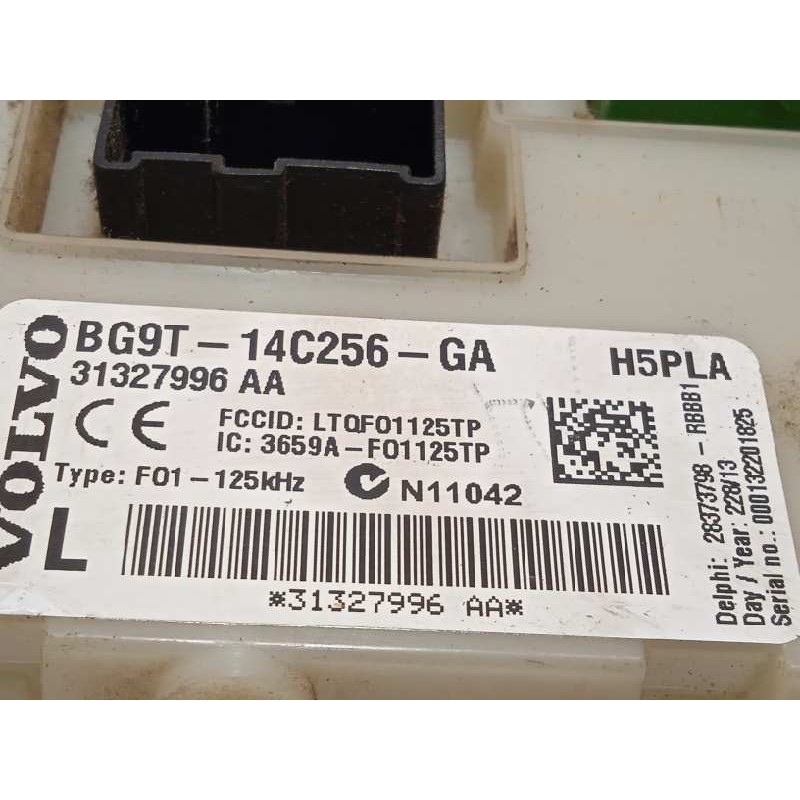 VOLVO
BG9T-14C256-GA
H5PLA
31327996 AA
CE
FCCID: LTQFO1125TP
IC: 3659A-FO1125TP
Type: FO1-125kHz
N11042
L
*31327996 AA*
Delphi: 28373798 - RBBB1
Day / Year: 228/13
Serial no.: 000132201625